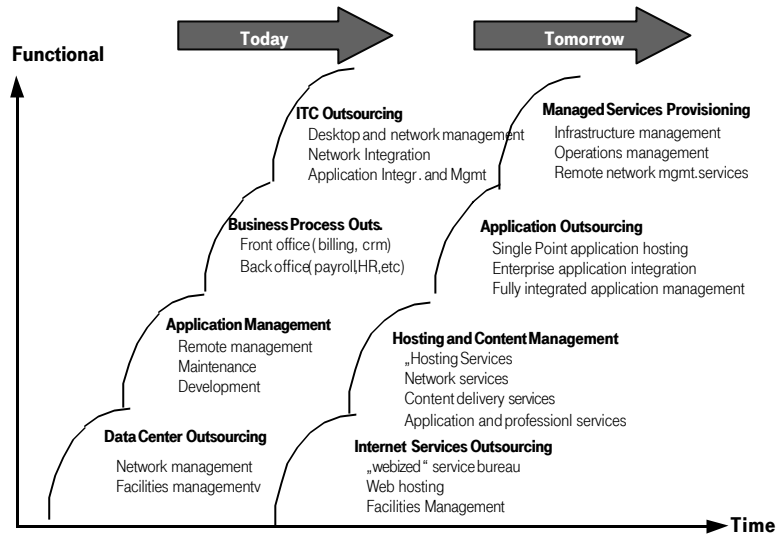 Today
Tomorrow
Functional
ITC Outsourcing
Desktop and network management
Network Integration
Application Integr. and Mgmt
Managed Services Provisioning
Infrastructure management
Operations management
Remote network mgmt.services
Business Process Outs.
Front office (billing, crm)
Back office(payroll,HR,etc)
Application Outsourcing
Single Point application hosting
Enterprise application integration
Fully integrated application management
Application Management
Remote management
Maintenance
Development
Hosting and Content Management
„Hosting Services
Network services
Content delivery services
Application and professionl services
Data Center Outsourcing
Network management
Facilities managementv
Internet Services Outsourcing
„webized“ service bureau
Web hosting
Facilities Management
Time